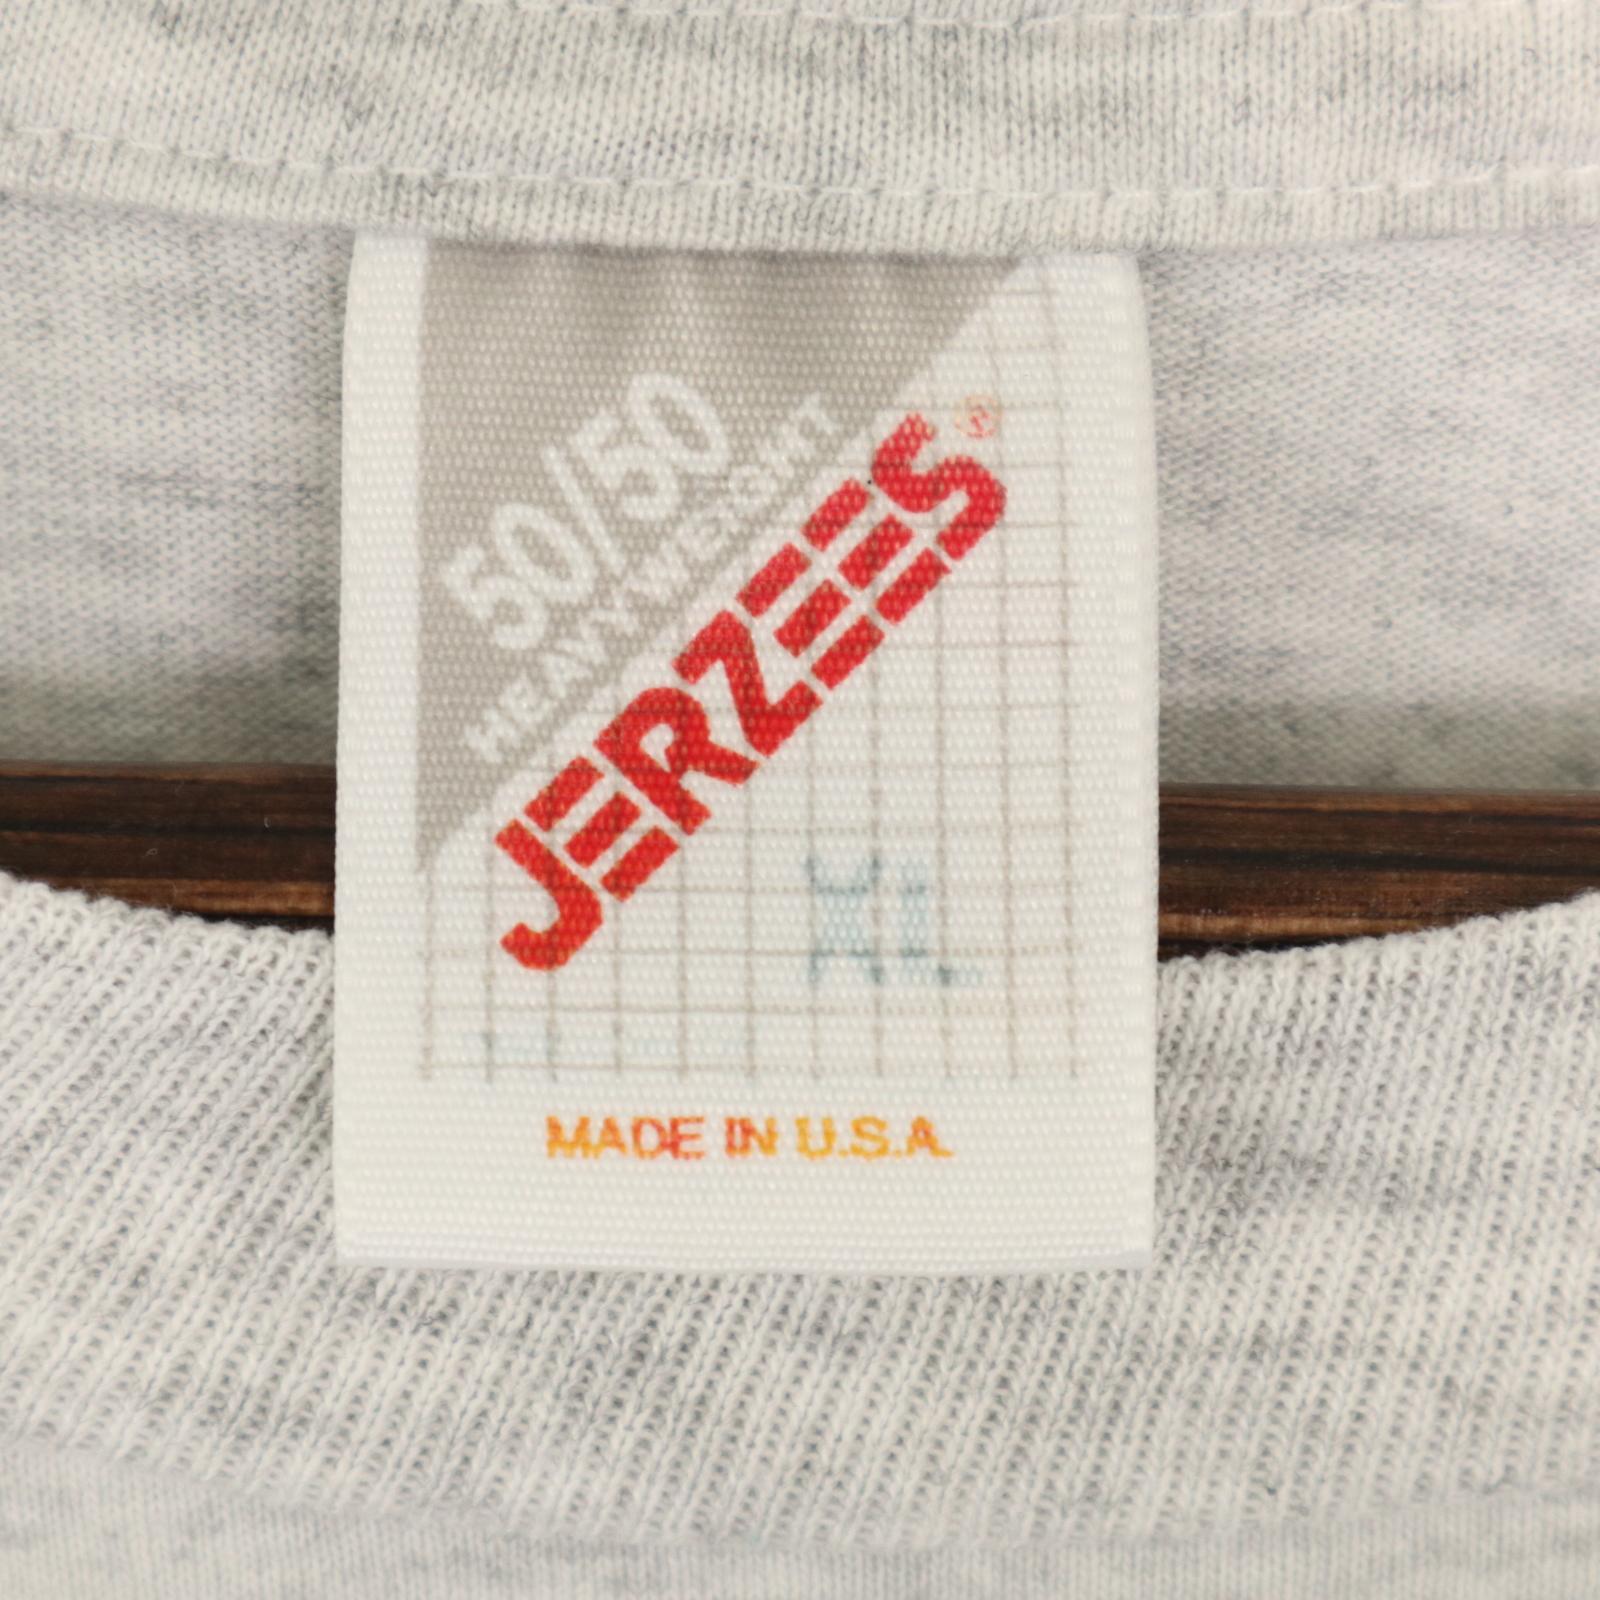 50/50
HEAVYWEIGHT
JERZEES®
XL
MADE IN U.S.A.